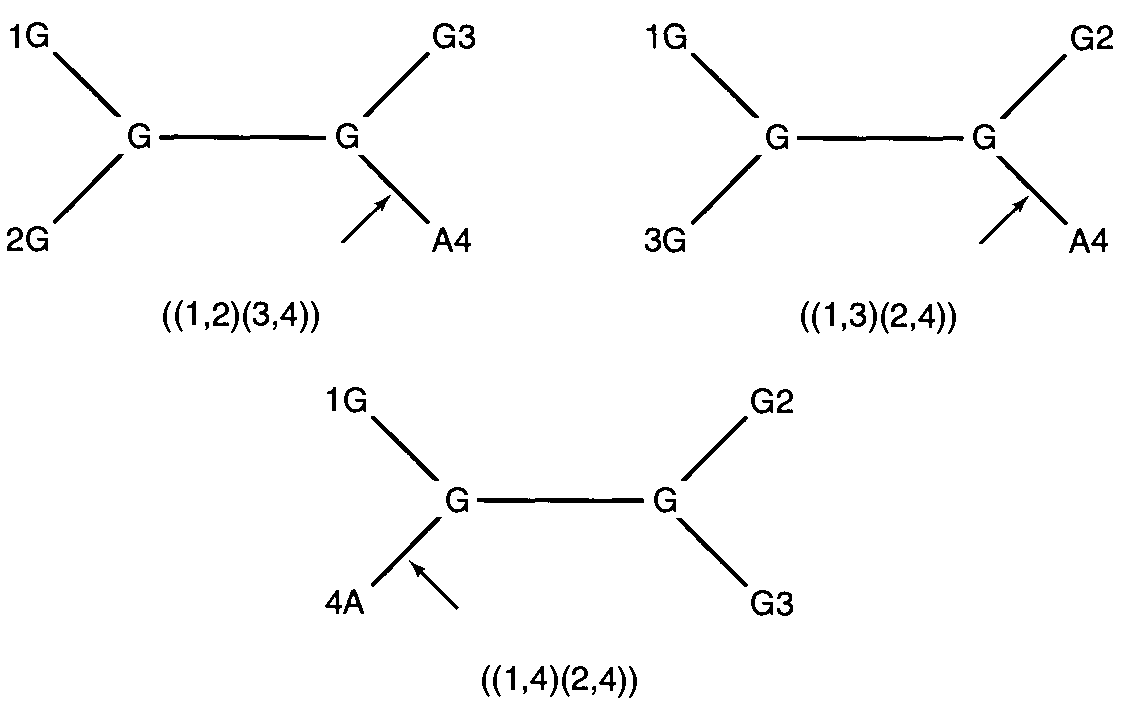 1G G3 1G G2
G G G G
2G A4 3G A4
((1,2)(3,4)) ((1,3)(2,4))
1G G2
G G
4A G3
((1,4)(2,4))